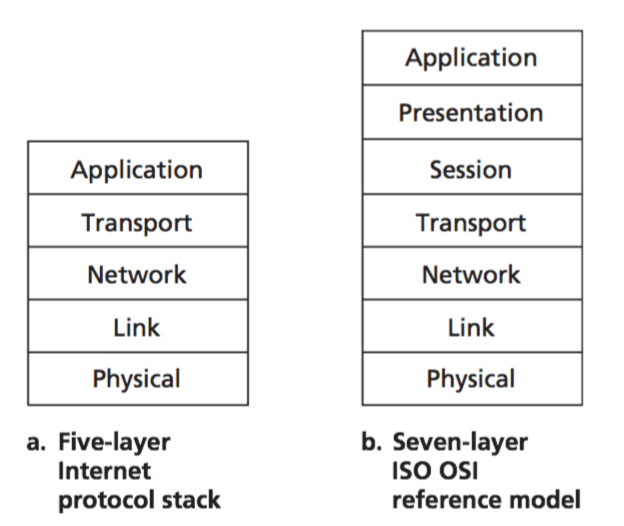 Application
Transport
Network
Link
Physical
a. Five-layer
Internet
protocol stack
Application
Presentation
Session
Transport
Network
Link
Physical
b. Seven-layer
ISO OSI
reference model